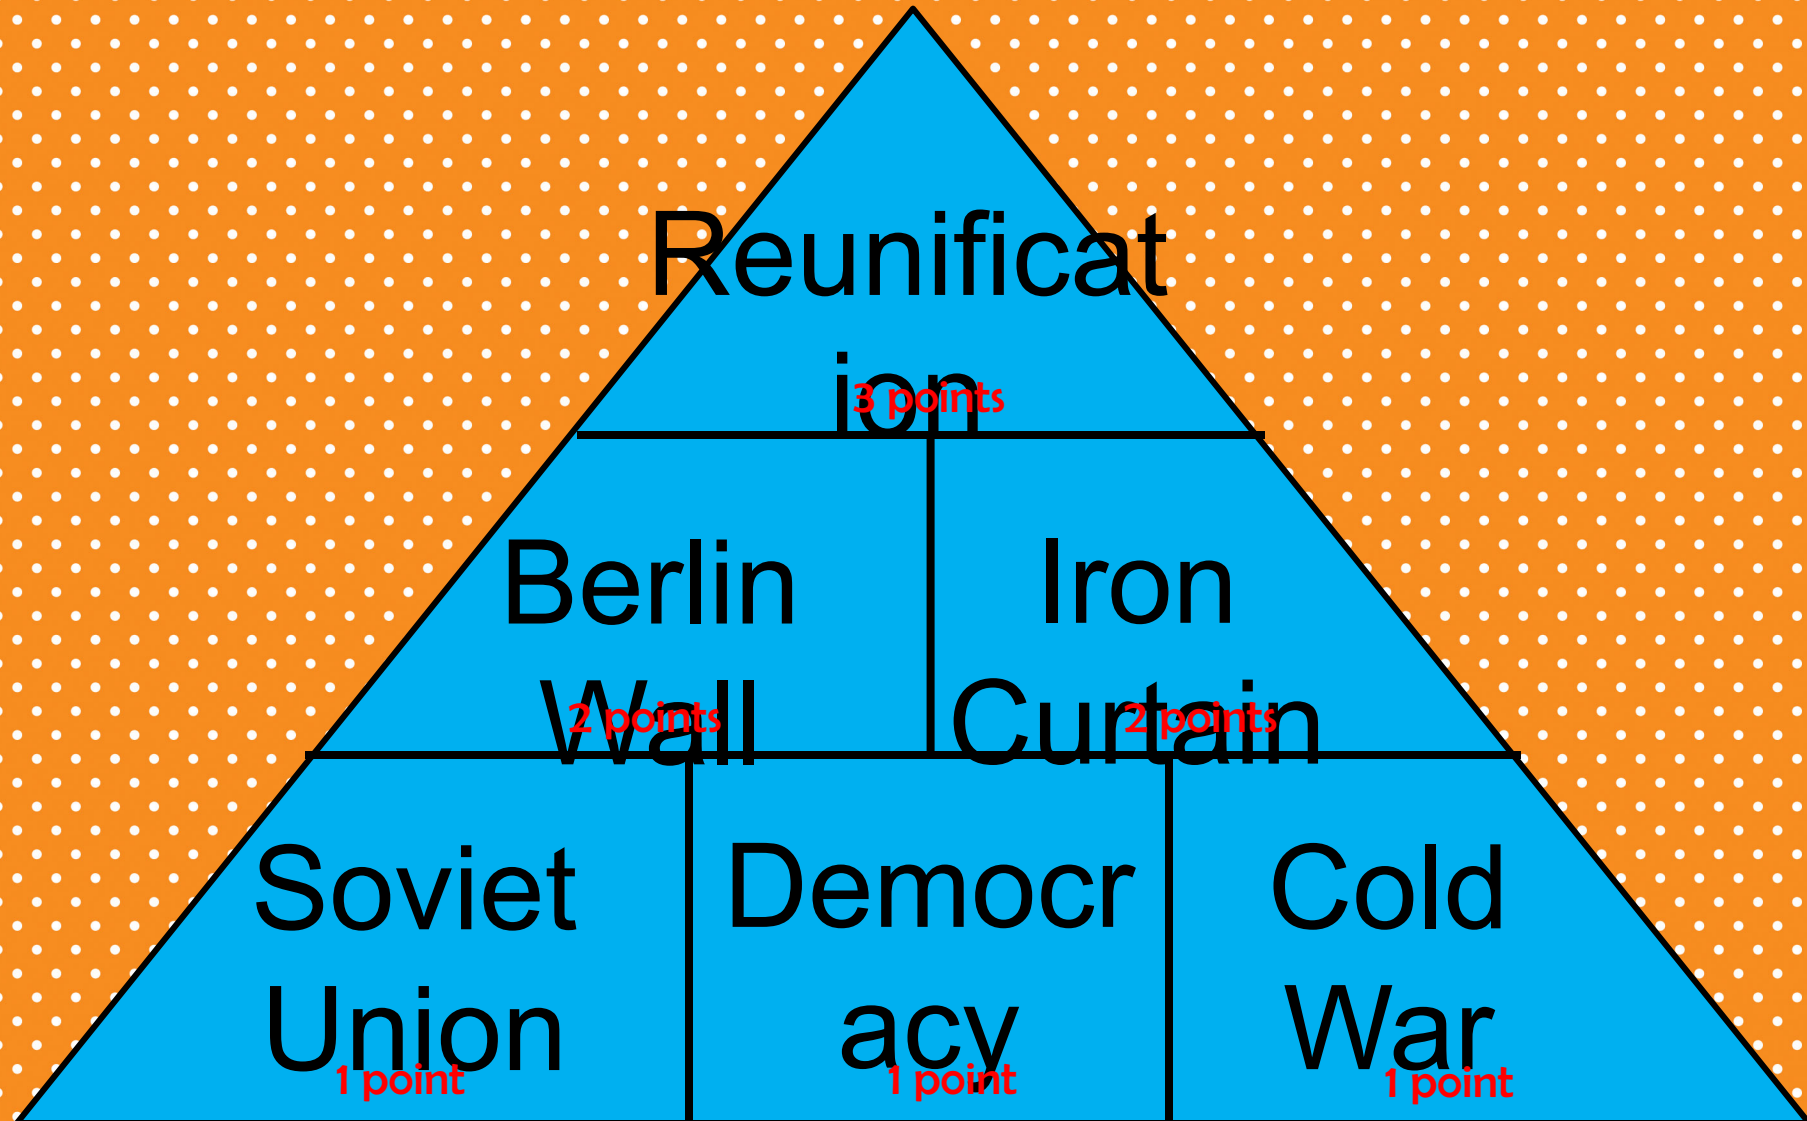 Reunificat
ion
3 points
Berlin
Wall
2 points
Iron
Curtain
2 points
Soviet
Union
1 point
Democr
acy
1 point
Cold
War
1 point